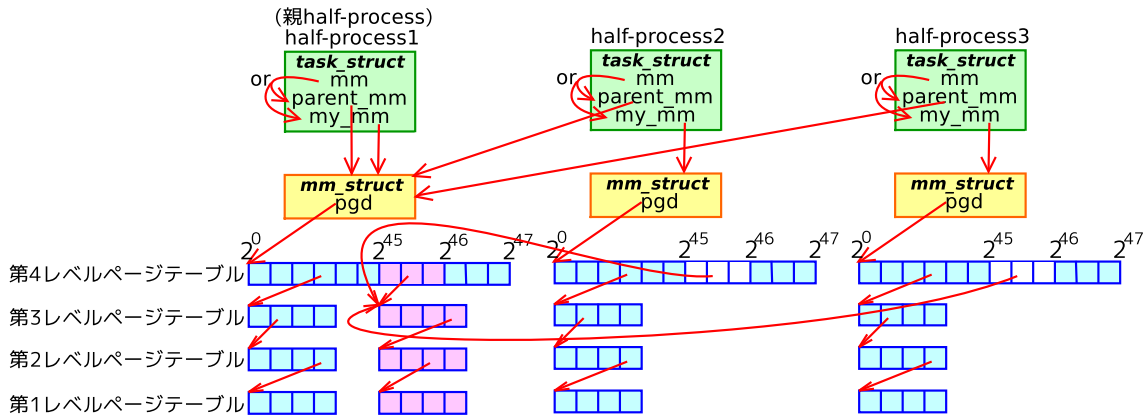 （親half-process）
half-process1
half-process2
half-process3
task_struct
or
mm
parent_mm
my_mm
task_struct
or
mm
parent_mm
my_mm
task_struct
or
mm
parent_mm
my_mm
mm_struct
pgd
mm_struct
pgd
mm_struct
pgd
2^0 2^45 2^46 2^47
2^0 2^45 2^46 2^47
2^0 2^45 2^46 2^47
第4レベルページテーブル
第3レベルページテーブル
第2レベルページテーブル
第1レベルページテーブル